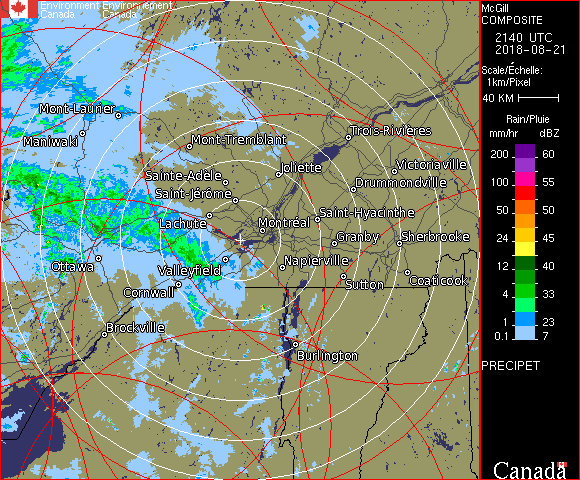 Environment Environnement
Canada Canada
McGill
COMPOSITE
2140 UTC
2018-08-21
Scale/Échelle:
1km/Pixel
40 KM
Rain/Pluie
mm/hr dBZ
200 60
100 55
50 50
24 45
12 40
4 33
1 23
0.1 7
PRECIPET
Canada
Mont-Laurier
Maniwaki
Mont-Tremblant
Trois-Rivières
Sainte-Adèle
Joliette
Victoriaville
Saint-Jérôme
Drummondville
Lachute
Montréal
Saint-Hyacinthe
Granby
Sherbrooke
Ottawa
Valleyfield
Napierville
Cornwall
Sutton
Coaticook
Brockville
Burlington